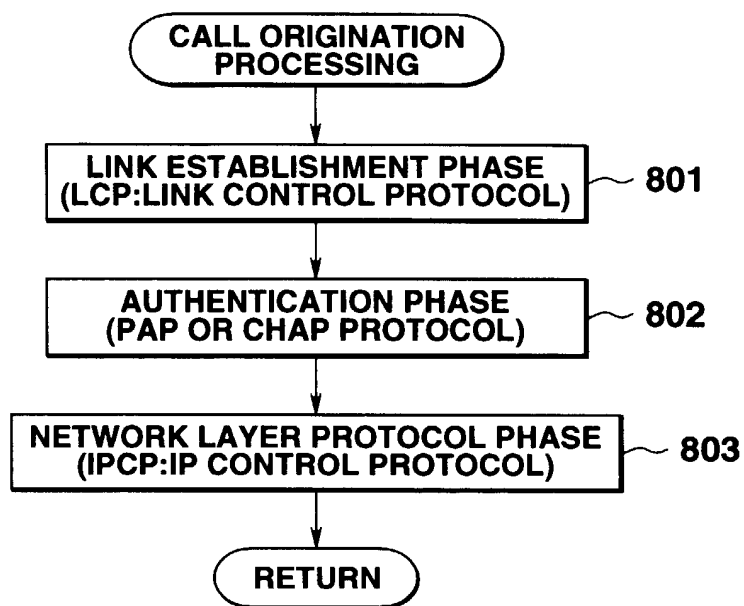 CALL ORIGINATION
PROCESSING
LINK ESTABLISHMENT PHASE
(LCP:LINK CONTROL PROTOCOL)
801
AUTHENTICATION PHASE
(PAP OR CHAP PROTOCOL)
802
NETWORK LAYER PROTOCOL PHASE
(IPCP:IP CONTROL PROTOCOL)
803
RETURN